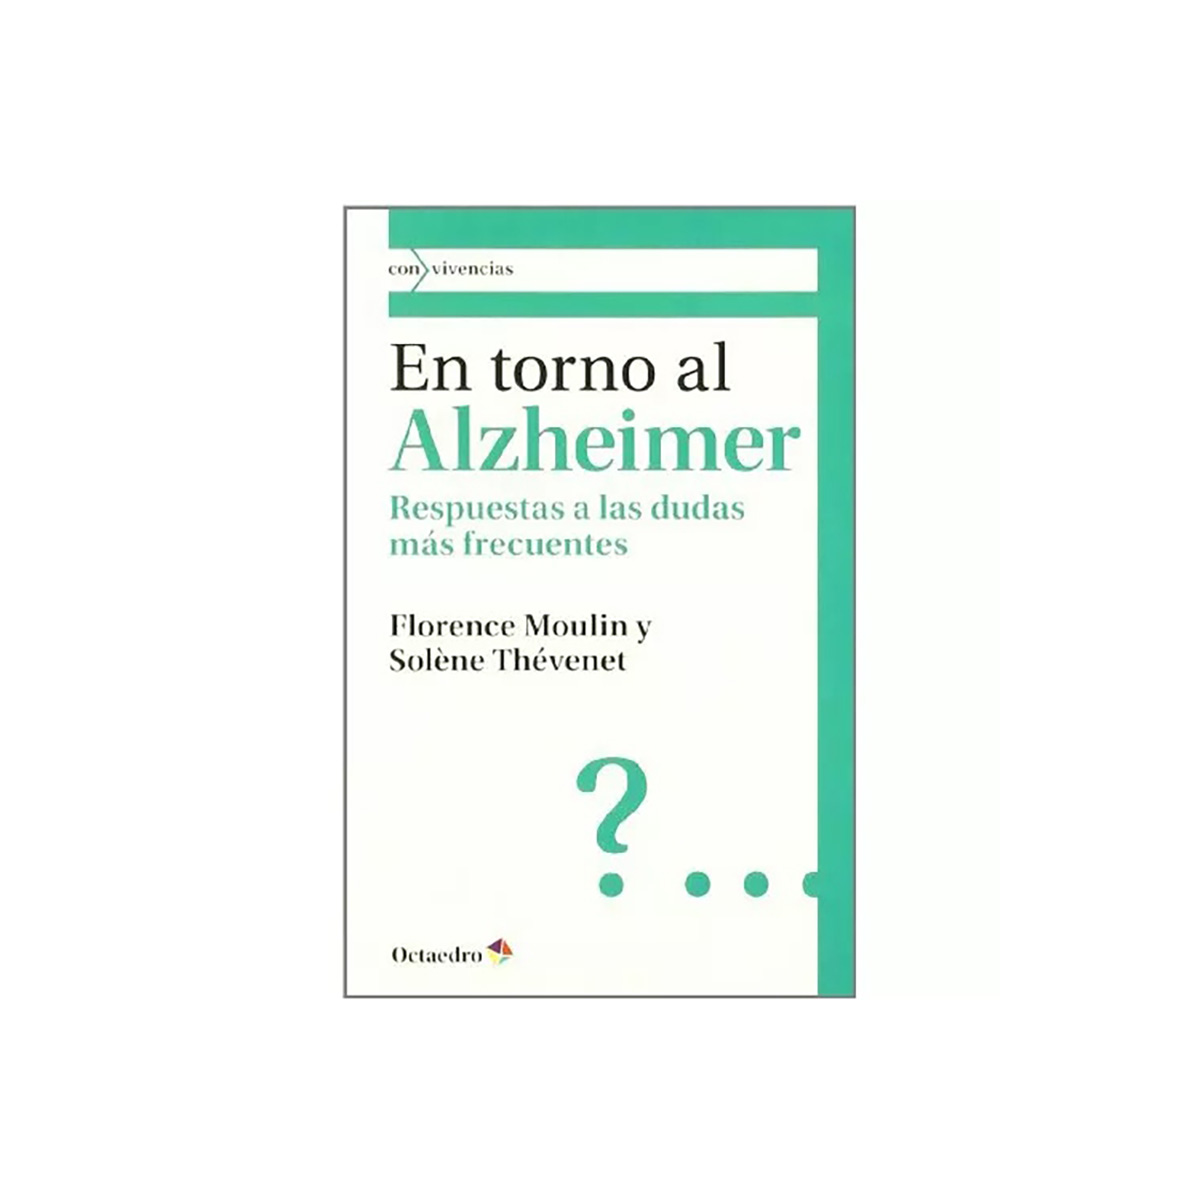 con vivencias
En torno al
Alzheimer
Respuestas a las dudas
más frecuentes
Florence Moulin y
Solène Thévenet
?...
Octaedro